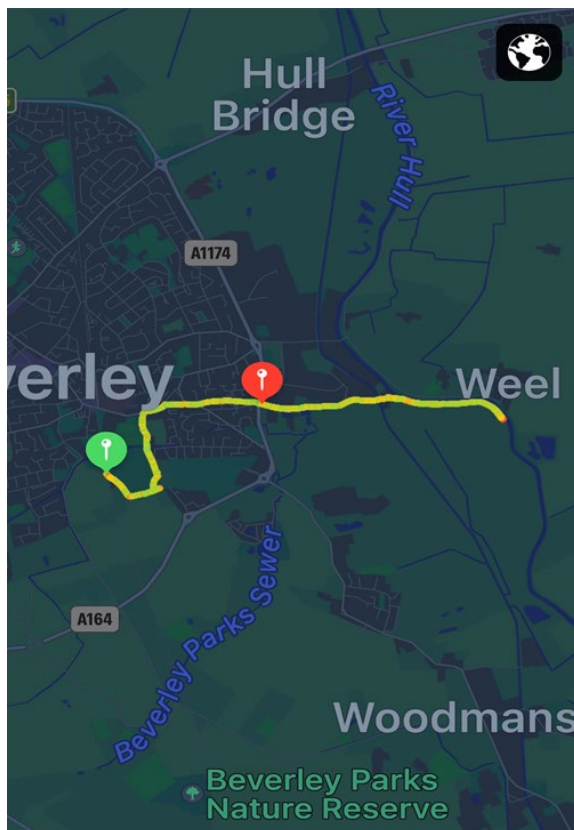 Hull
Bridge
River Hull
A1174
verley
Weel
Beverley Parks Sewer
A164
Woodmans
Beverley Parks
Nature Reserve